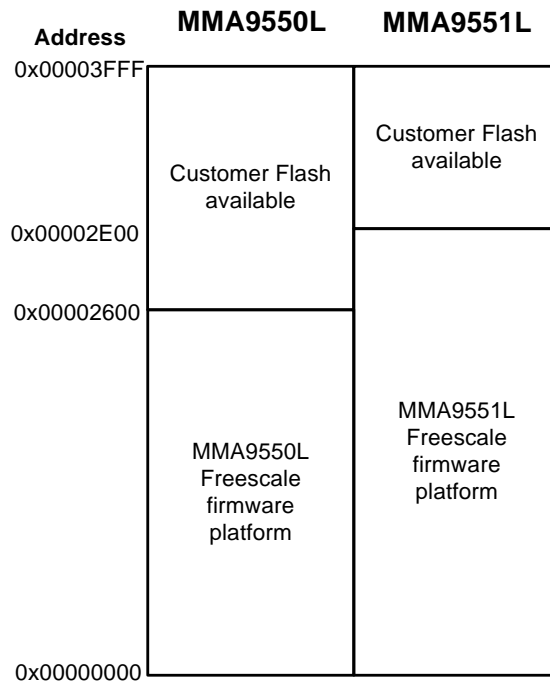 Address
MMA9550L
MMA9551L
0x00003FFF
Customer Flash
available
Customer Flash
available
0x00002E00
0x00002600
MMA9551L
Freescale
firmware
platform
MMA9550L
Freescale
firmware
platform
0x00000000